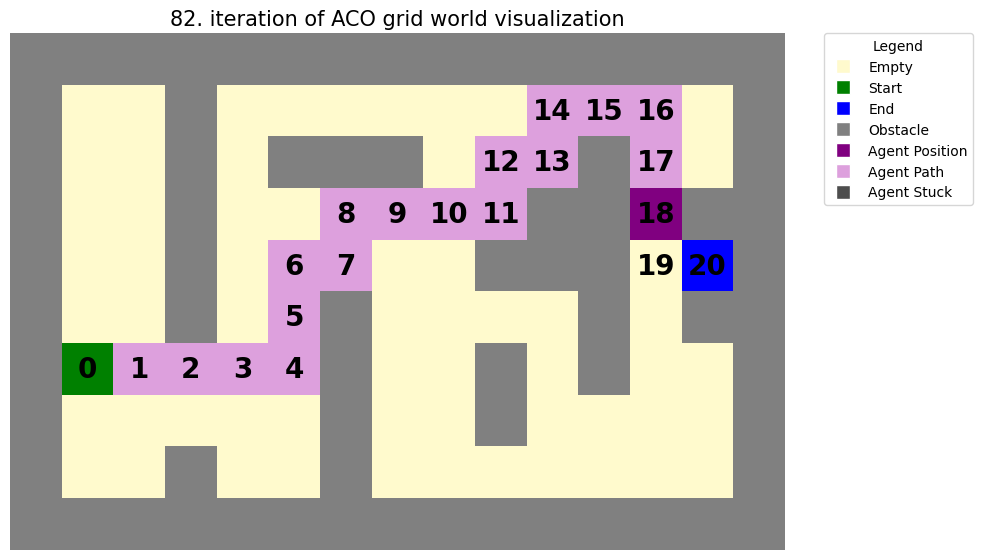 82. iteration of ACO grid world visualization
14 15 16
12 13 17
8 9 10 11 18
6 7 19 20
5
0 1 2 3 4
Legend
Empty
Start
End
Obstacle
Agent Position
Agent Path
Agent Stuck